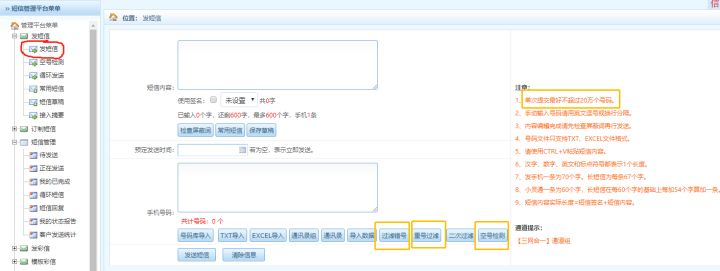 信
短信管理平台菜单
管理平台菜单
发短信
发短信
空号检测
循环发送
常用短信
短信草稿
接入摘要
订制短信
短信管理
待发送
正在发送
我的已完成
循环短信
短信回复
我的状态报告
客户发送统计
发彩信
模板彩信
位置: 发短信
短信内容:
使用签名: 未设置 共0字
已输入0个字, 还剩600字, 最多600个字, 手机1条
检查屏蔽词 常用短信 保存草稿
预定发送时间: 有为空、表示立即发送。
手机号码:
共计号码: 0 个
号码库导入 TXT导入 EXCEL导入 通讯录组 通讯录 导入数据 过滤错号 重号过滤 二次过滤 空号检测
发送短信 清除信息
注意:
1、单次提交最好不超过20万个号码。
2、手动输入号码请用英文逗号或换行分隔。
3、内容编辑完成请先检查屏蔽词再行发送。
4、号码文件只支持TXT、EXCEL文件格式。
5、请使用CTRL+V粘贴短信内容。
6、汉字、数字、英文和标点符号都表示1个长度。
7、发手机一条为70个字。长短信为每条67个字。
8、小灵通一条为60个字、长短信在每60个字的基础上每加54个字算加一条。
9、短信内容实际长度=短信签名+短信内容。
通道提示:
【三网合一】通道组